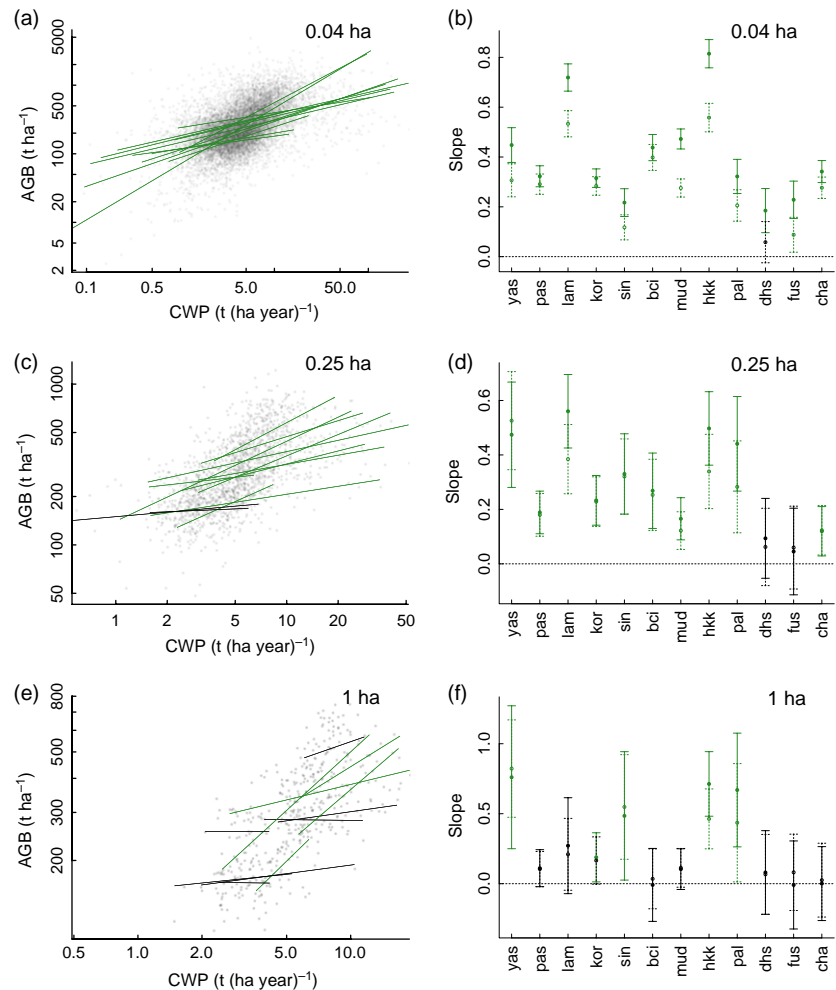 (a)
0.04 ha
AGB (t ha⁻¹)
5000
500
100
20
5
2
0.1
0.5
5.0
50.0
CWP (t (ha year)⁻¹)
(b)
0.04 ha
Slope
0.8
0.6
0.4
0.2
0.0
yas
pas
lam
kor
sin
bci
mud
hkk
pal
dhs
fus
cha
(c)
0.25 ha
AGB (t ha⁻¹)
1000
500
200
100
50
1
2
5
10
20
50
CWP (t (ha year)⁻¹)
(d)
0.25 ha
Slope
0.6
0.4
0.2
0.0
yas
pas
lam
kor
sin
bci
mud
hkk
pal
dhs
fus
cha
(e)
1 ha
AGB (t ha⁻¹)
800
500
300
200
0.5
1.0
2.0
5.0
10.0
CWP (t (ha year)⁻¹)
(f)
1 ha
Slope
1.0
0.5
0.0
yas
pas
lam
kor
sin
bci
mud
hkk
pal
dhs
fus
cha